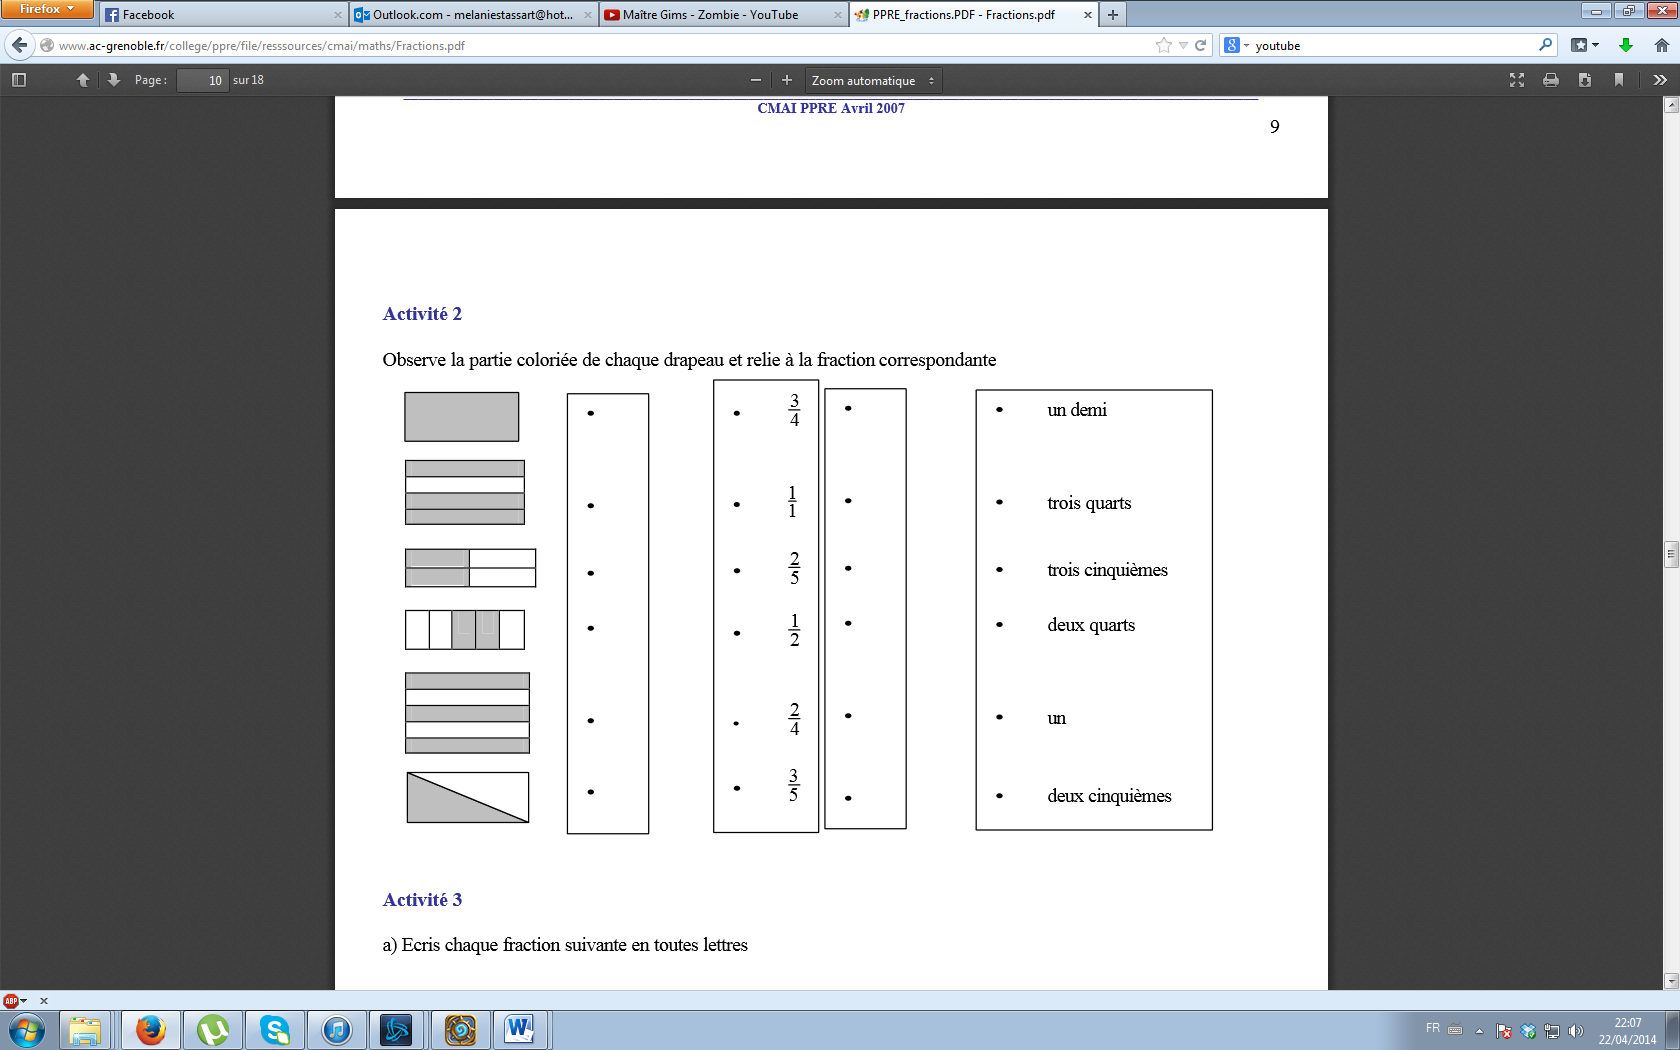 Firefox
Facebook
Outlook.com - melaniestassart@hot...
Maître Gims - Zombie - YouTube
PPRE_fractions.PDF - Fractions.pdf
www.ac-grenoble.fr/college/ppre/file/resssources/cmai/maths/Fractions.pdf
8
youtube
Page :
10
sur 18
Zoom automatique
CMAI PPRE Avril 2007
9
Activité 2
Observe la partie coloriée de chaque drapeau et relie à la fraction correspondante
• • 3/4 • • un demi
• • 1/1 • • trois quarts
• • 2/5 • • trois cinquièmes
• • 1/2 • • deux quarts
• • 2/4 • • un
• • 3/5 • • deux cinquièmes
Activité 3
a) Ecris chaque fraction suivante en toutes lettres
ABP
FR
22:07
22/04/2014